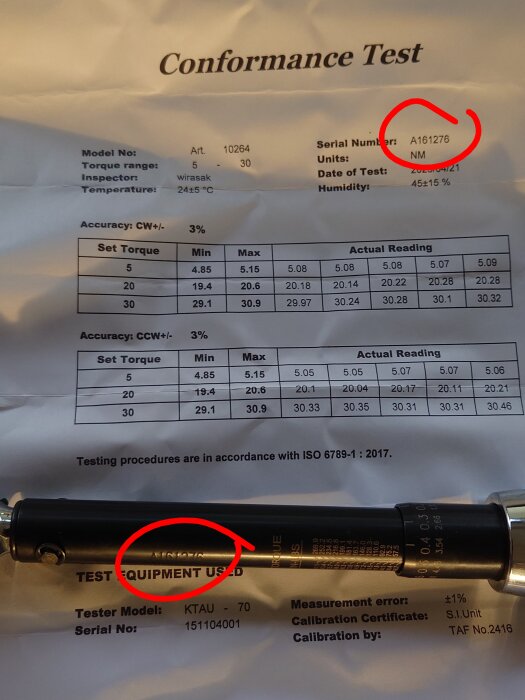 Conformance Test
Model No: Art. 10264 Serial Number: A161276
Torque range: 5 - 30 Units: NM
Inspector: wirasak Date of Test: /04/21
Temperature: 24±5 °C Humidity: 45±15 %
Accuracy: CW+/- 3%
Set Torque Min Max Actual Reading
5 4.85 5.15 5.08 5.08 5.08 5.07 5.09
20 19.4 20.6 20.18 20.14 20.22 20.28 20.28
30 29.1 30.9 29.97 30.24 30.28 30.1 30.32
Accuracy: CCW+/- 3%
Set Torque Min Max Actual Reading
5 4.85 5.15 5.05 5.05 5.07 5.07 5.06
20 19.4 20.6 20.1 20.04 20.17 20.11 20.21
30 29.1 30.9 30.33 30.35 30.31 30.31 30.46
Testing procedures are in accordance with ISO 6789-1 : 2017.
A161276
TEST EQUIPMENT USED
Tester Model: KTAU - 70 Measurement error: ±1%
Serial No: 151104001 Calibration Certificate: S.I.Unit
Calibration by: TAF No.2416